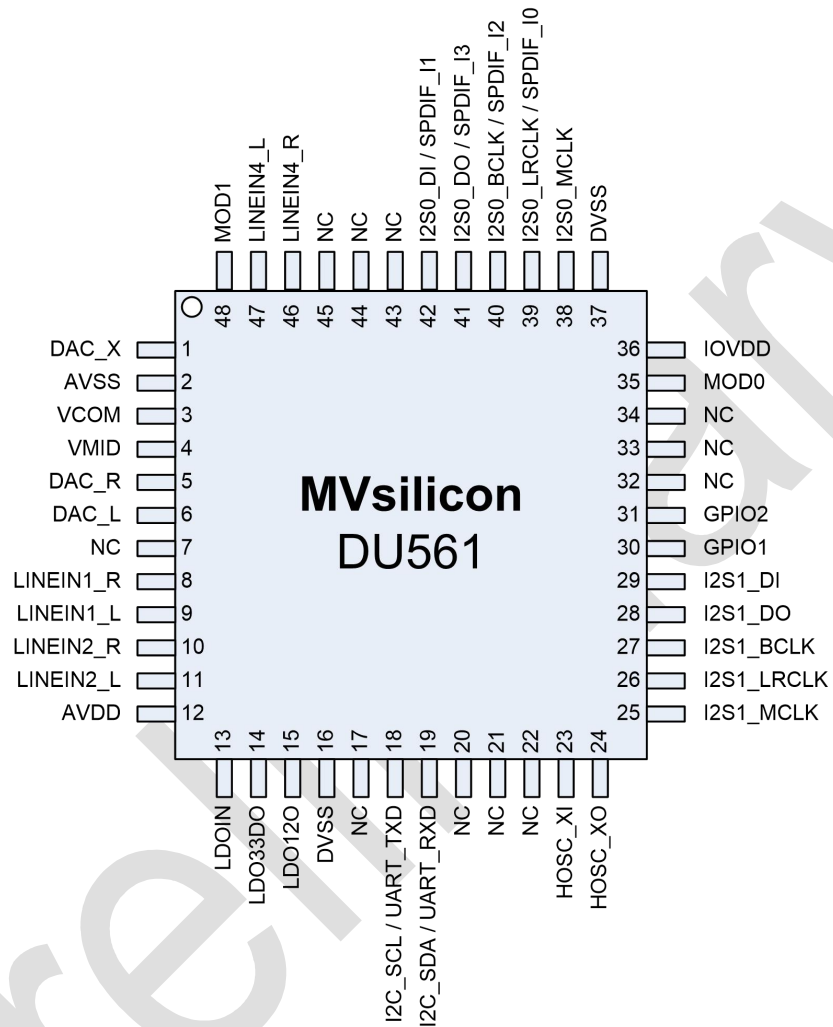 MOD1
LINEIN4_L
LINEIN4_R
NC
NC
NC
I2S0_DI / SPDIF_I1
I2S0_DO / SPDIF_I3
I2S0_BCLK / SPDIF_I2
I2S0_LRCLK / SPDIF_I0
I2S0_MCLK
DVSS
48
47
46
45
44
43
42
41
40
39
38
37
DAC_X 1
AVSS 2
VCOM 3
VMID 4
DAC_R 5
DAC_L 6
NC 7
LINEIN1_R 8
LINEIN1_L 9
LINEIN2_R 10
LINEIN2_L 11
AVDD 12
MVsilicon
DU561
36 IOVDD
35 MOD0
34 NC
33 NC
32 NC
31 GPIO2
30 GPIO1
29 I2S1_DI
28 I2S1_DO
27 I2S1_BCLK
26 I2S1_LRCLK
25 I2S1_MCLK
13
14
15
16
17
18
19
20
21
22
23
24
LDOIN
LDO33DO
LDO12O
DVSS
NC
I2C_SCL / UART_TXD
I2C_SDA / UART_RXD
NC
NC
NC
HOSC_XI
HOSC_XO